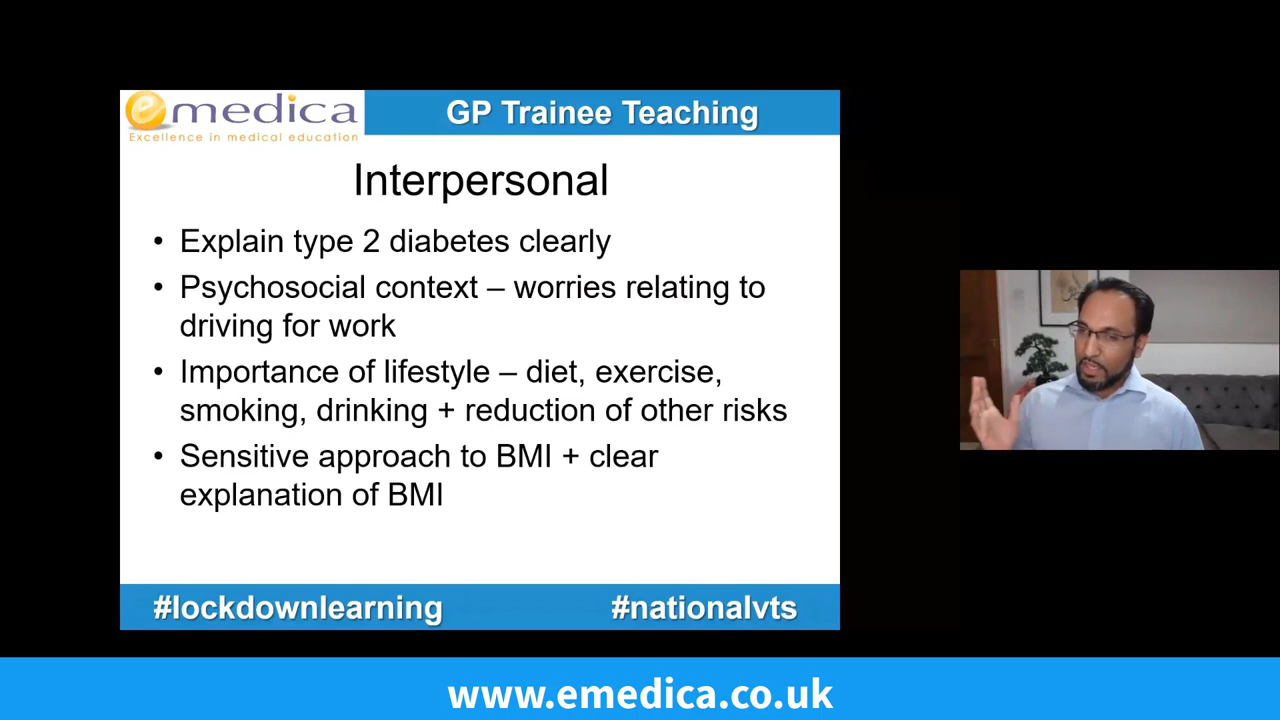 emedica
Excellence in medical education
GP Trainee Teaching
Interpersonal
• Explain type 2 diabetes clearly
• Psychosocial context – worries relating to
driving for work
• Importance of lifestyle – diet, exercise,
smoking, drinking + reduction of other risks
• Sensitive approach to BMI + clear
explanation of BMI
#lockdownlearning
#nationalvts
www.emedica.co.uk